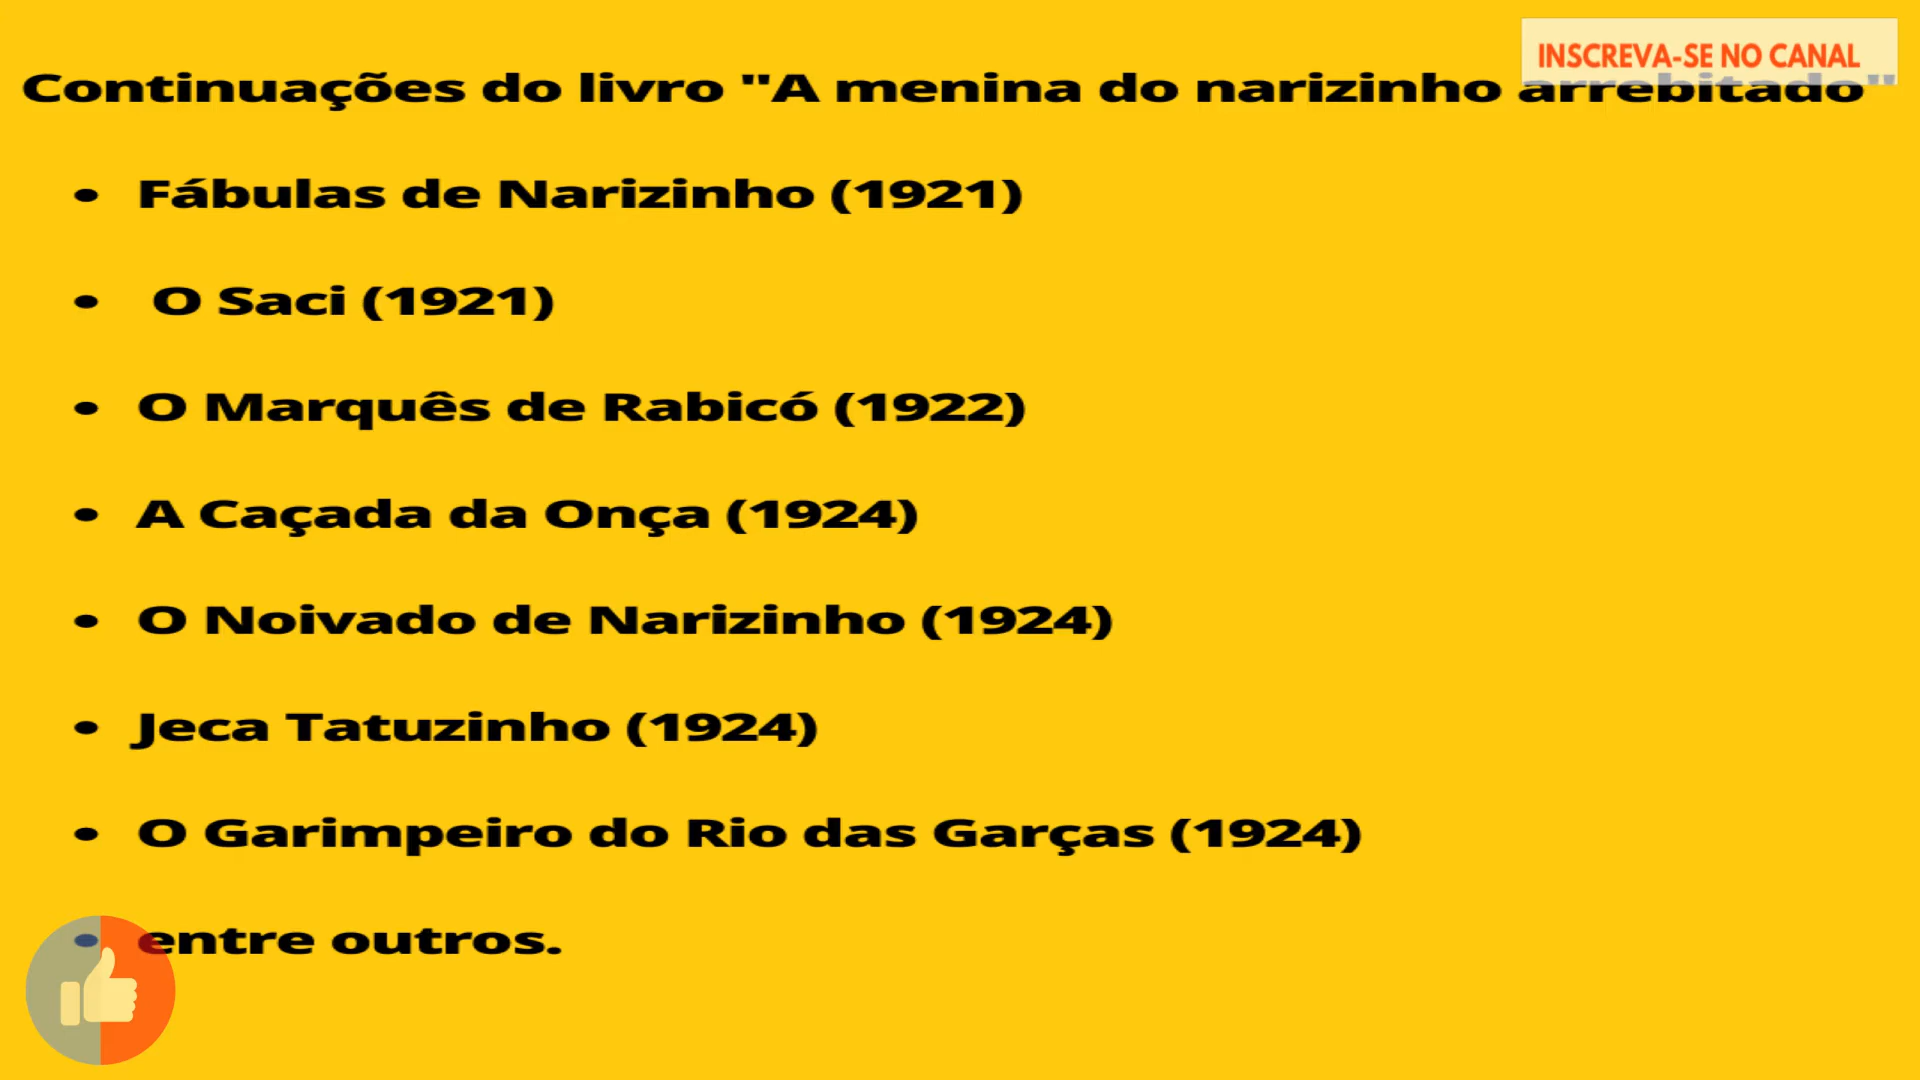 INSCREVA-SE NO CANAL
Continuações do livro "A menina do narizinho arrebitado"
• Fábulas de Narizinho (1921)
• O Saci (1921)
• O Marquês de Rabicó (1922)
• A Caçada da Onça (1924)
• O Noivado de Narizinho (1924)
• Jeca Tatuzinho (1924)
• O Garimpeiro do Rio das Garças (1924)
• entre outros.